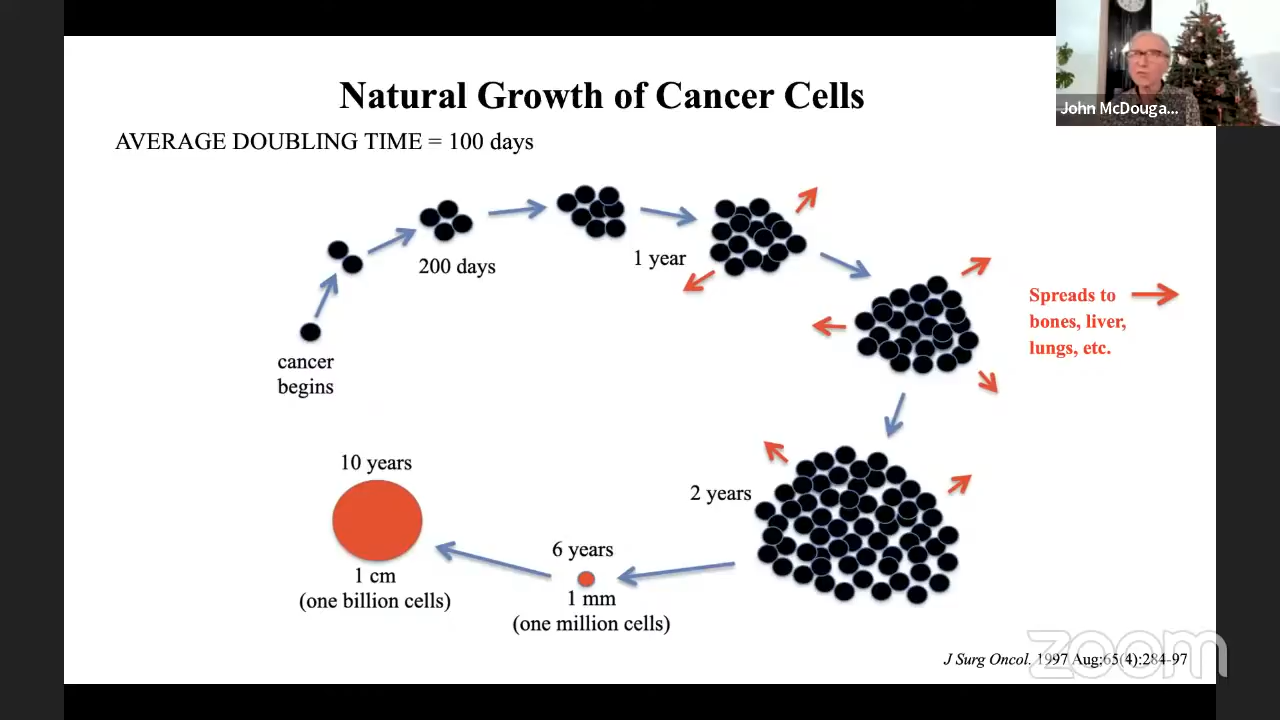 Natural Growth of Cancer Cells
John McDouga...
AVERAGE DOUBLING TIME = 100 days
200 days
1 year
cancer
begins
Spreads to
bones, liver,
lungs, etc.
10 years
2 years
6 years
1 cm
(one billion cells)
1 mm
(one million cells)
J Surg Oncol. 1997 Aug;65(4):284-97
zoom